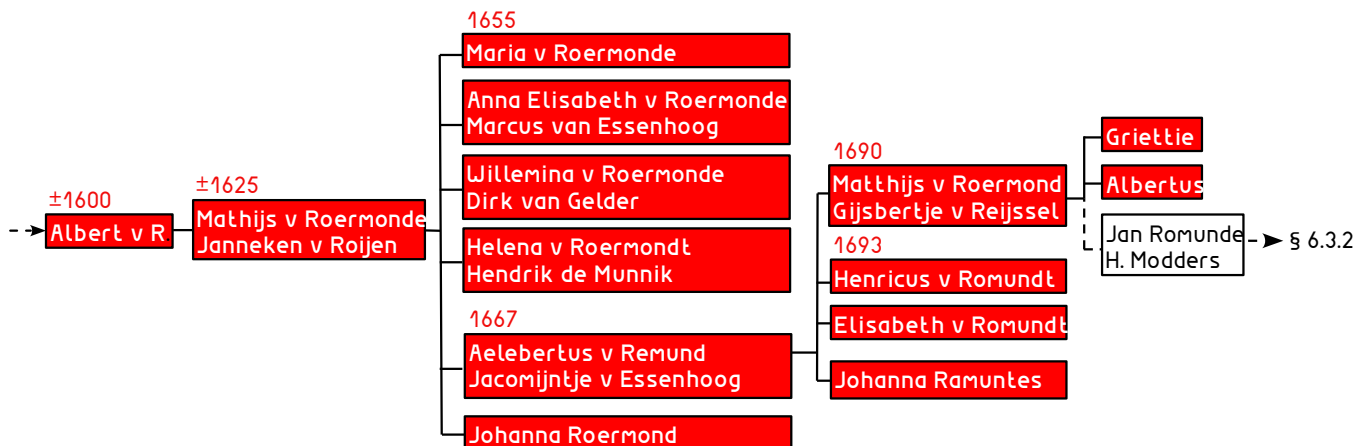 ±1600
Albert v R.
±1625
Mathijs v Roermonde
Janneken v Roijen
1655
Maria v Roermonde
Anna Elisabeth v Roermonde
Marcus van Essenhoog
Willemina v Roermonde
Dirk van Gelder
Helena v Roermondt
Hendrik de Munnik
1667
Aelebertus v Remund
Jacomijntje v Essenhoog
Johanna Roermond
1690
Matthijs v Roermond
Gijsbertje v Reijssel
1693
Henricus v Romundt
Elisabeth v Romundt
Johanna Ramuntes
Griettie
Albertus
Jan Romunde
H. Modders
§ 6.3.2